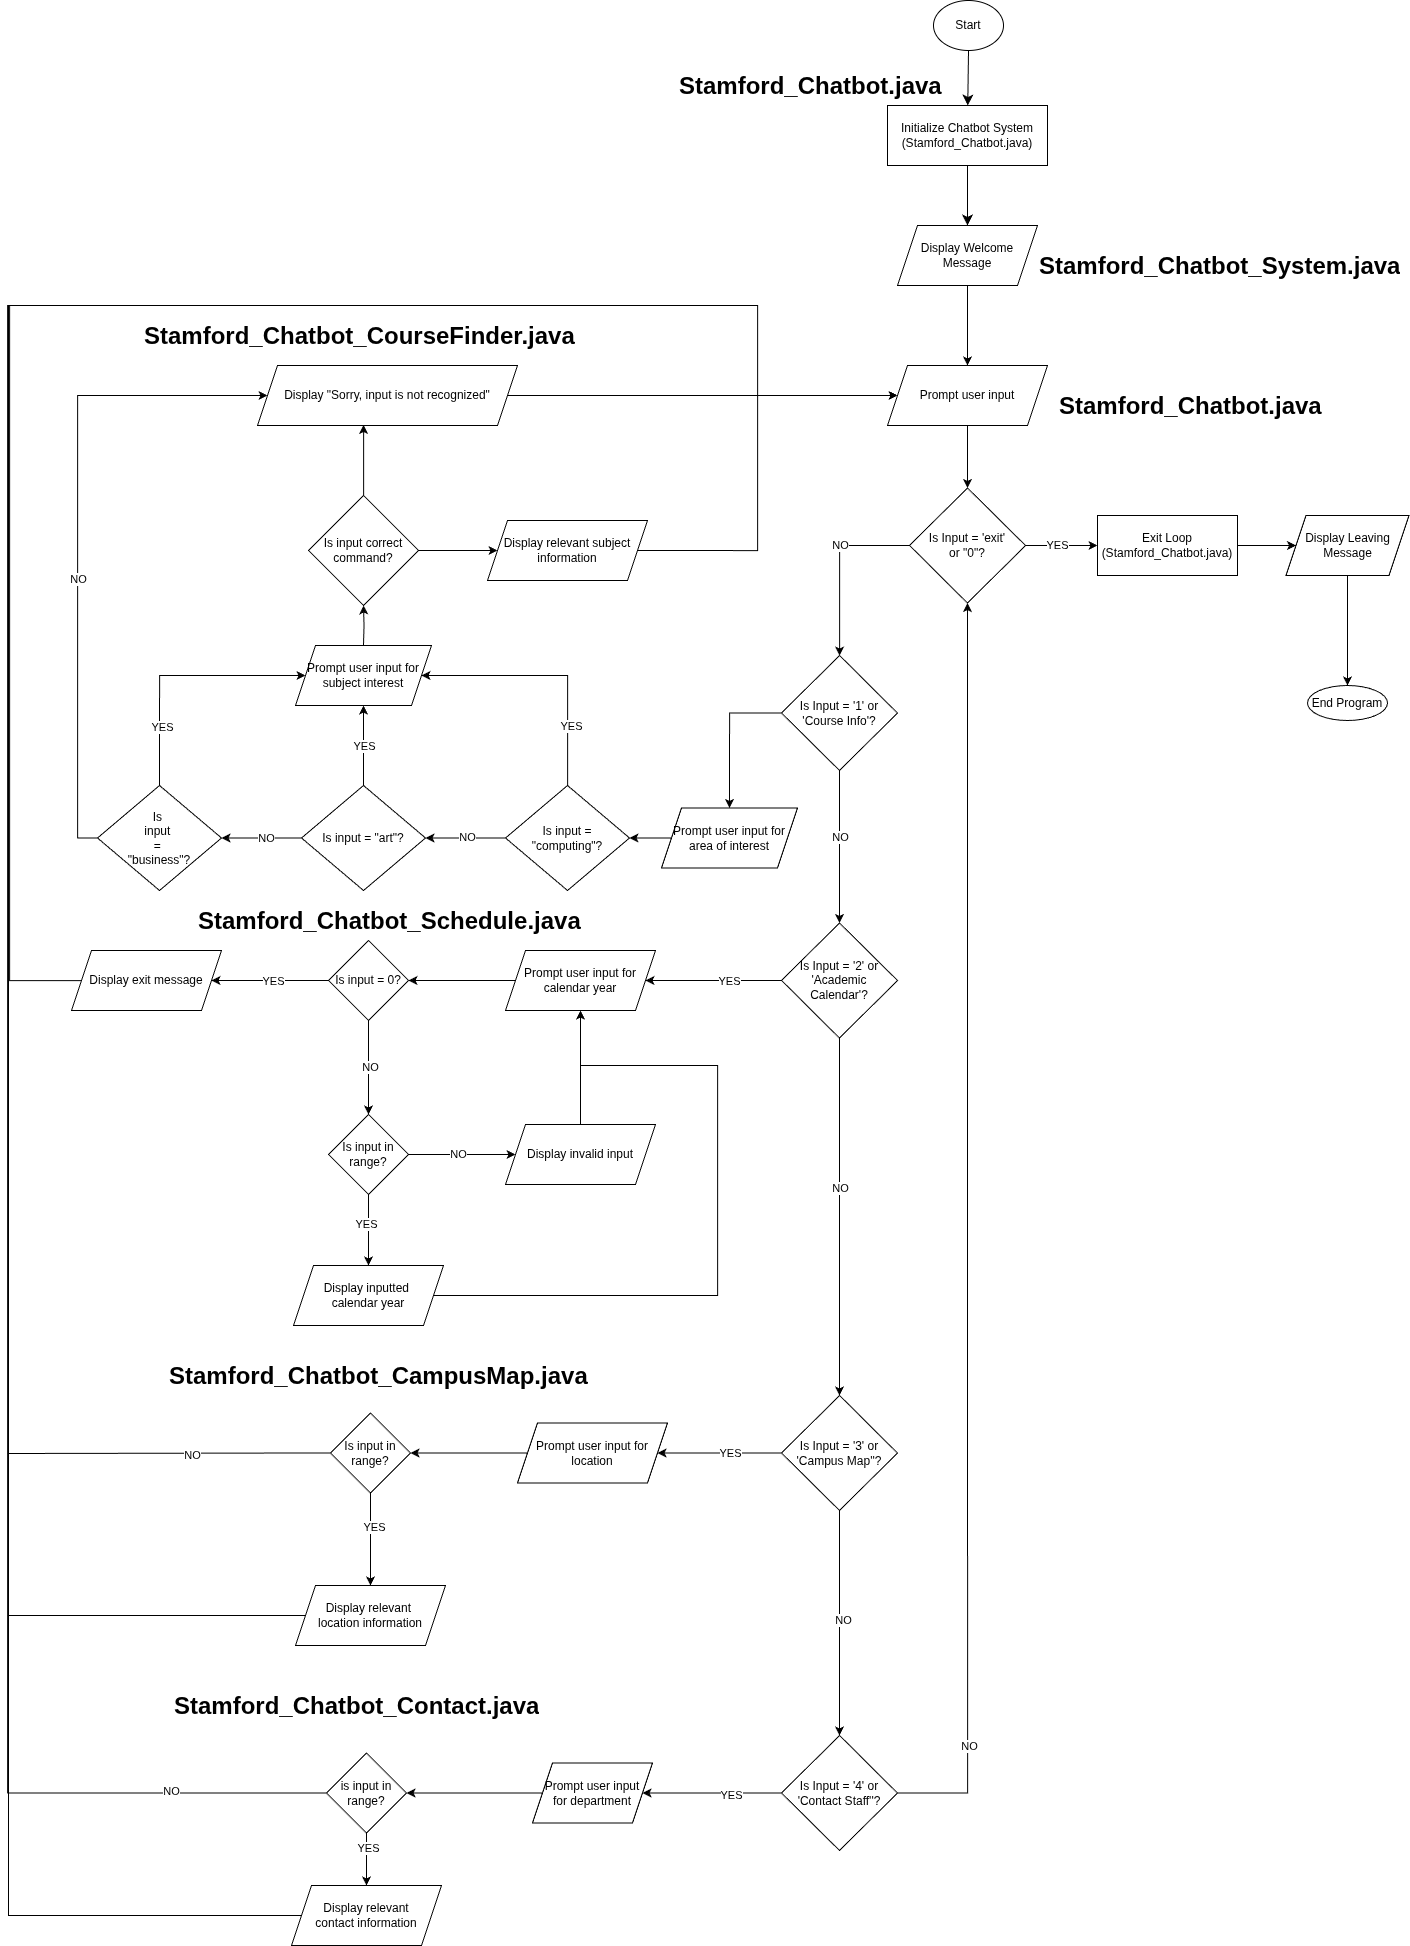 Start
Stamford_Chatbot.java
Initialize Chatbot System
(Stamford_Chatbot.java)
Display Welcome
Message
Stamford_Chatbot_System.java
Stamford_Chatbot_CourseFinder.java
Display "Sorry, input is not recognized"
Prompt user input
Stamford_Chatbot.java
Is input correct
command?
Display relevant subject
information
NO
Is Input = 'exit'
or "0"?
YES
Exit Loop
(Stamford_Chatbot.java)
Display Leaving
Message
NO
Prompt user input for
subject interest
Is Input = '1' or
'Course Info'?
End Program
YES
YES
YES
Is
input
=
"business"?
NO
Is input = "art"?
NO
Is input =
"computing"?
Prompt user input for
area of interest
NO
Stamford_Chatbot_Schedule.java
Display exit message
YES
Is input = 0?
Prompt user input for
calendar year
YES
Is Input = '2' or
'Academic
Calendar'?
NO
Is input in
range?
NO
Display invalid input
NO
YES
Display inputted
calendar year
Stamford_Chatbot_CampusMap.java
NO
Is input in
range?
Prompt user input for
location
YES
Is Input = '3' or
'Campus Map"?
YES
Display relevant
location information
NO
Stamford_Chatbot_Contact.java
NO
NO
is input in
range?
Prompt user input
for department
YES
Is Input = '4' or
'Contact Staff"?
YES
Display relevant
contact information